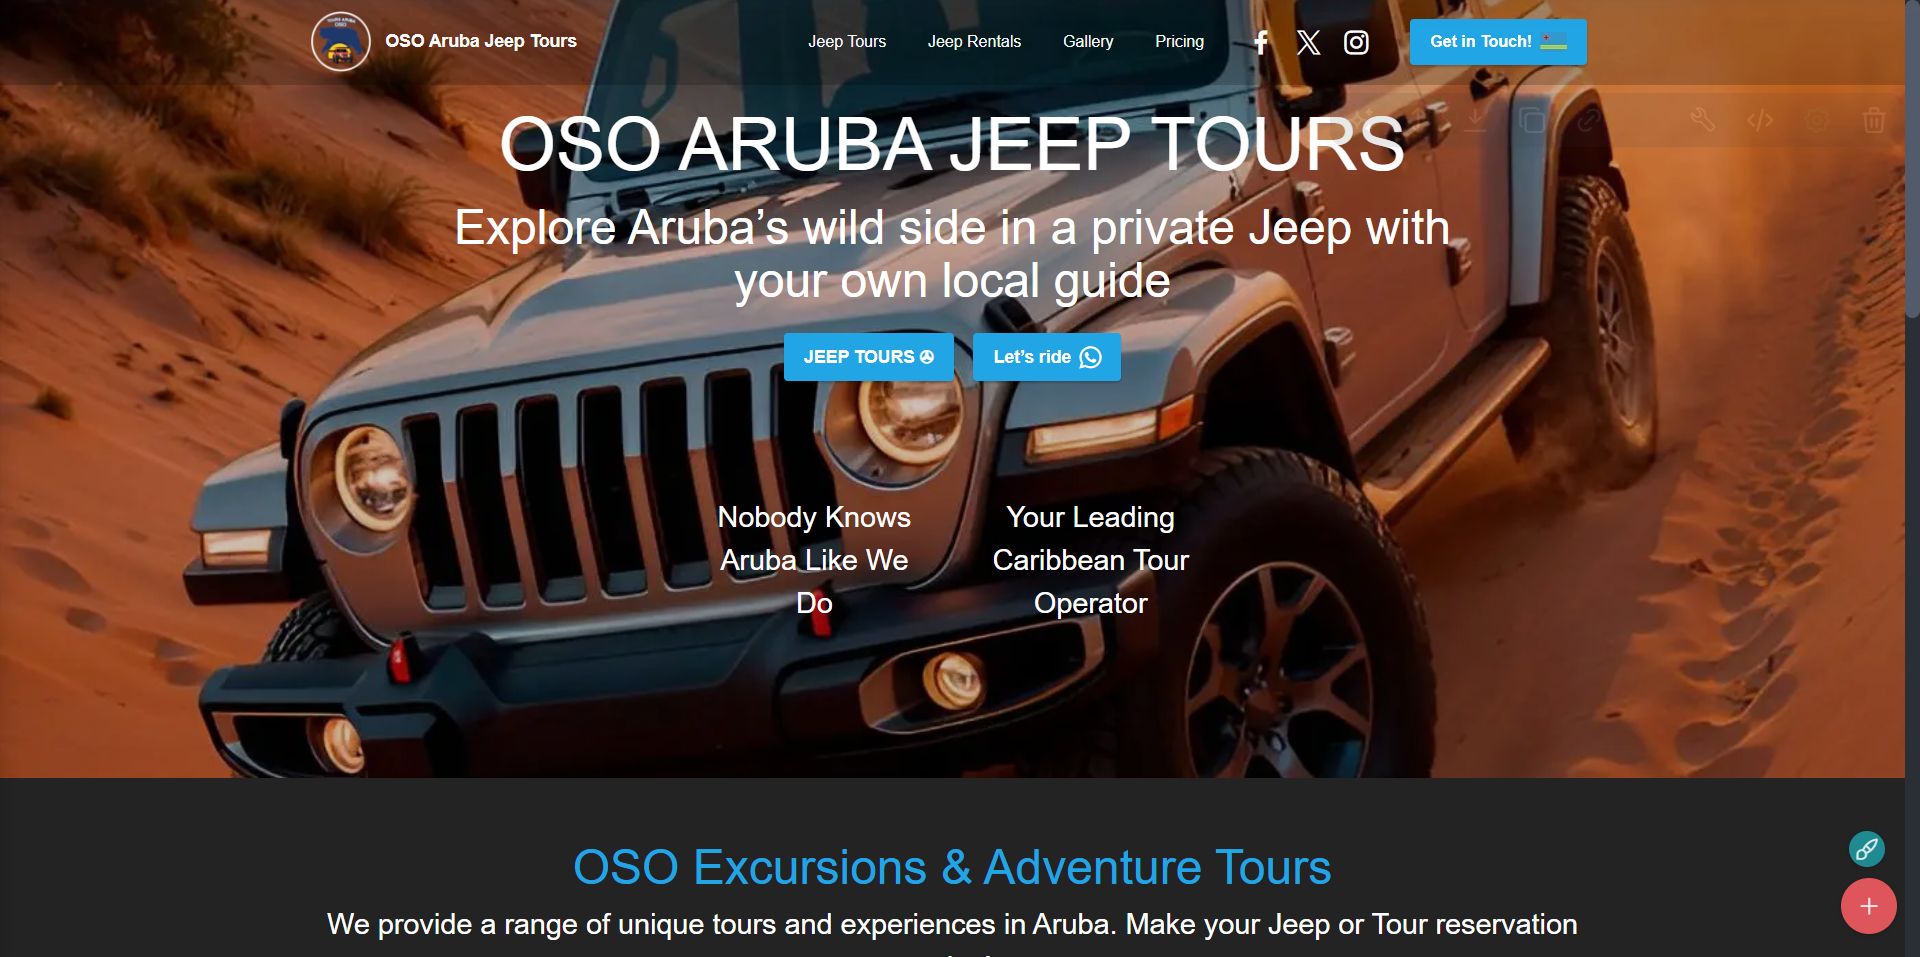 TOURS ARUBA
OSO
OSO Aruba Jeep Tours
Jeep Tours
Jeep Rentals
Gallery
Pricing
Get in Touch!
OSO ARUBA JEEP TOURS
Explore Aruba’s wild side in a private Jeep with
your own local guide
JEEP TOURS
Let’s ride
Nobody Knows
Aruba Like We
Do
Your Leading
Caribbean Tour
Operator
OSO Excursions & Adventure Tours
We provide a range of unique tours and experiences in Aruba. Make your Jeep or Tour reservation